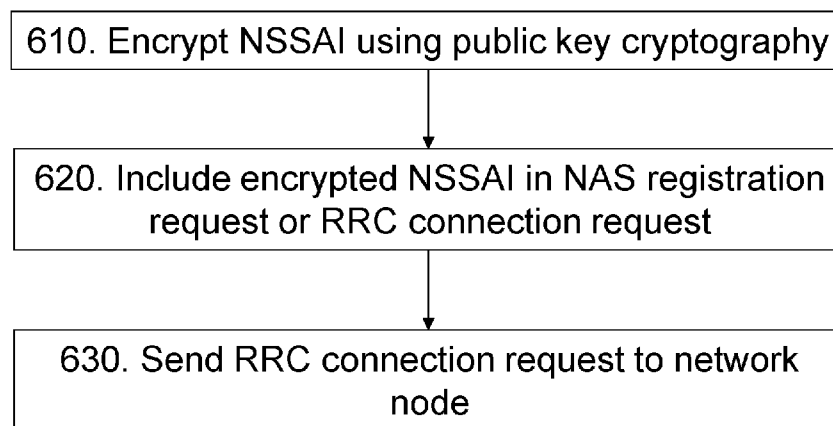 610. Encrypt NSSAI using public key cryptography
620. Include encrypted NSSAI in NAS registration
request or RRC connection request
630. Send RRC connection request to network
node